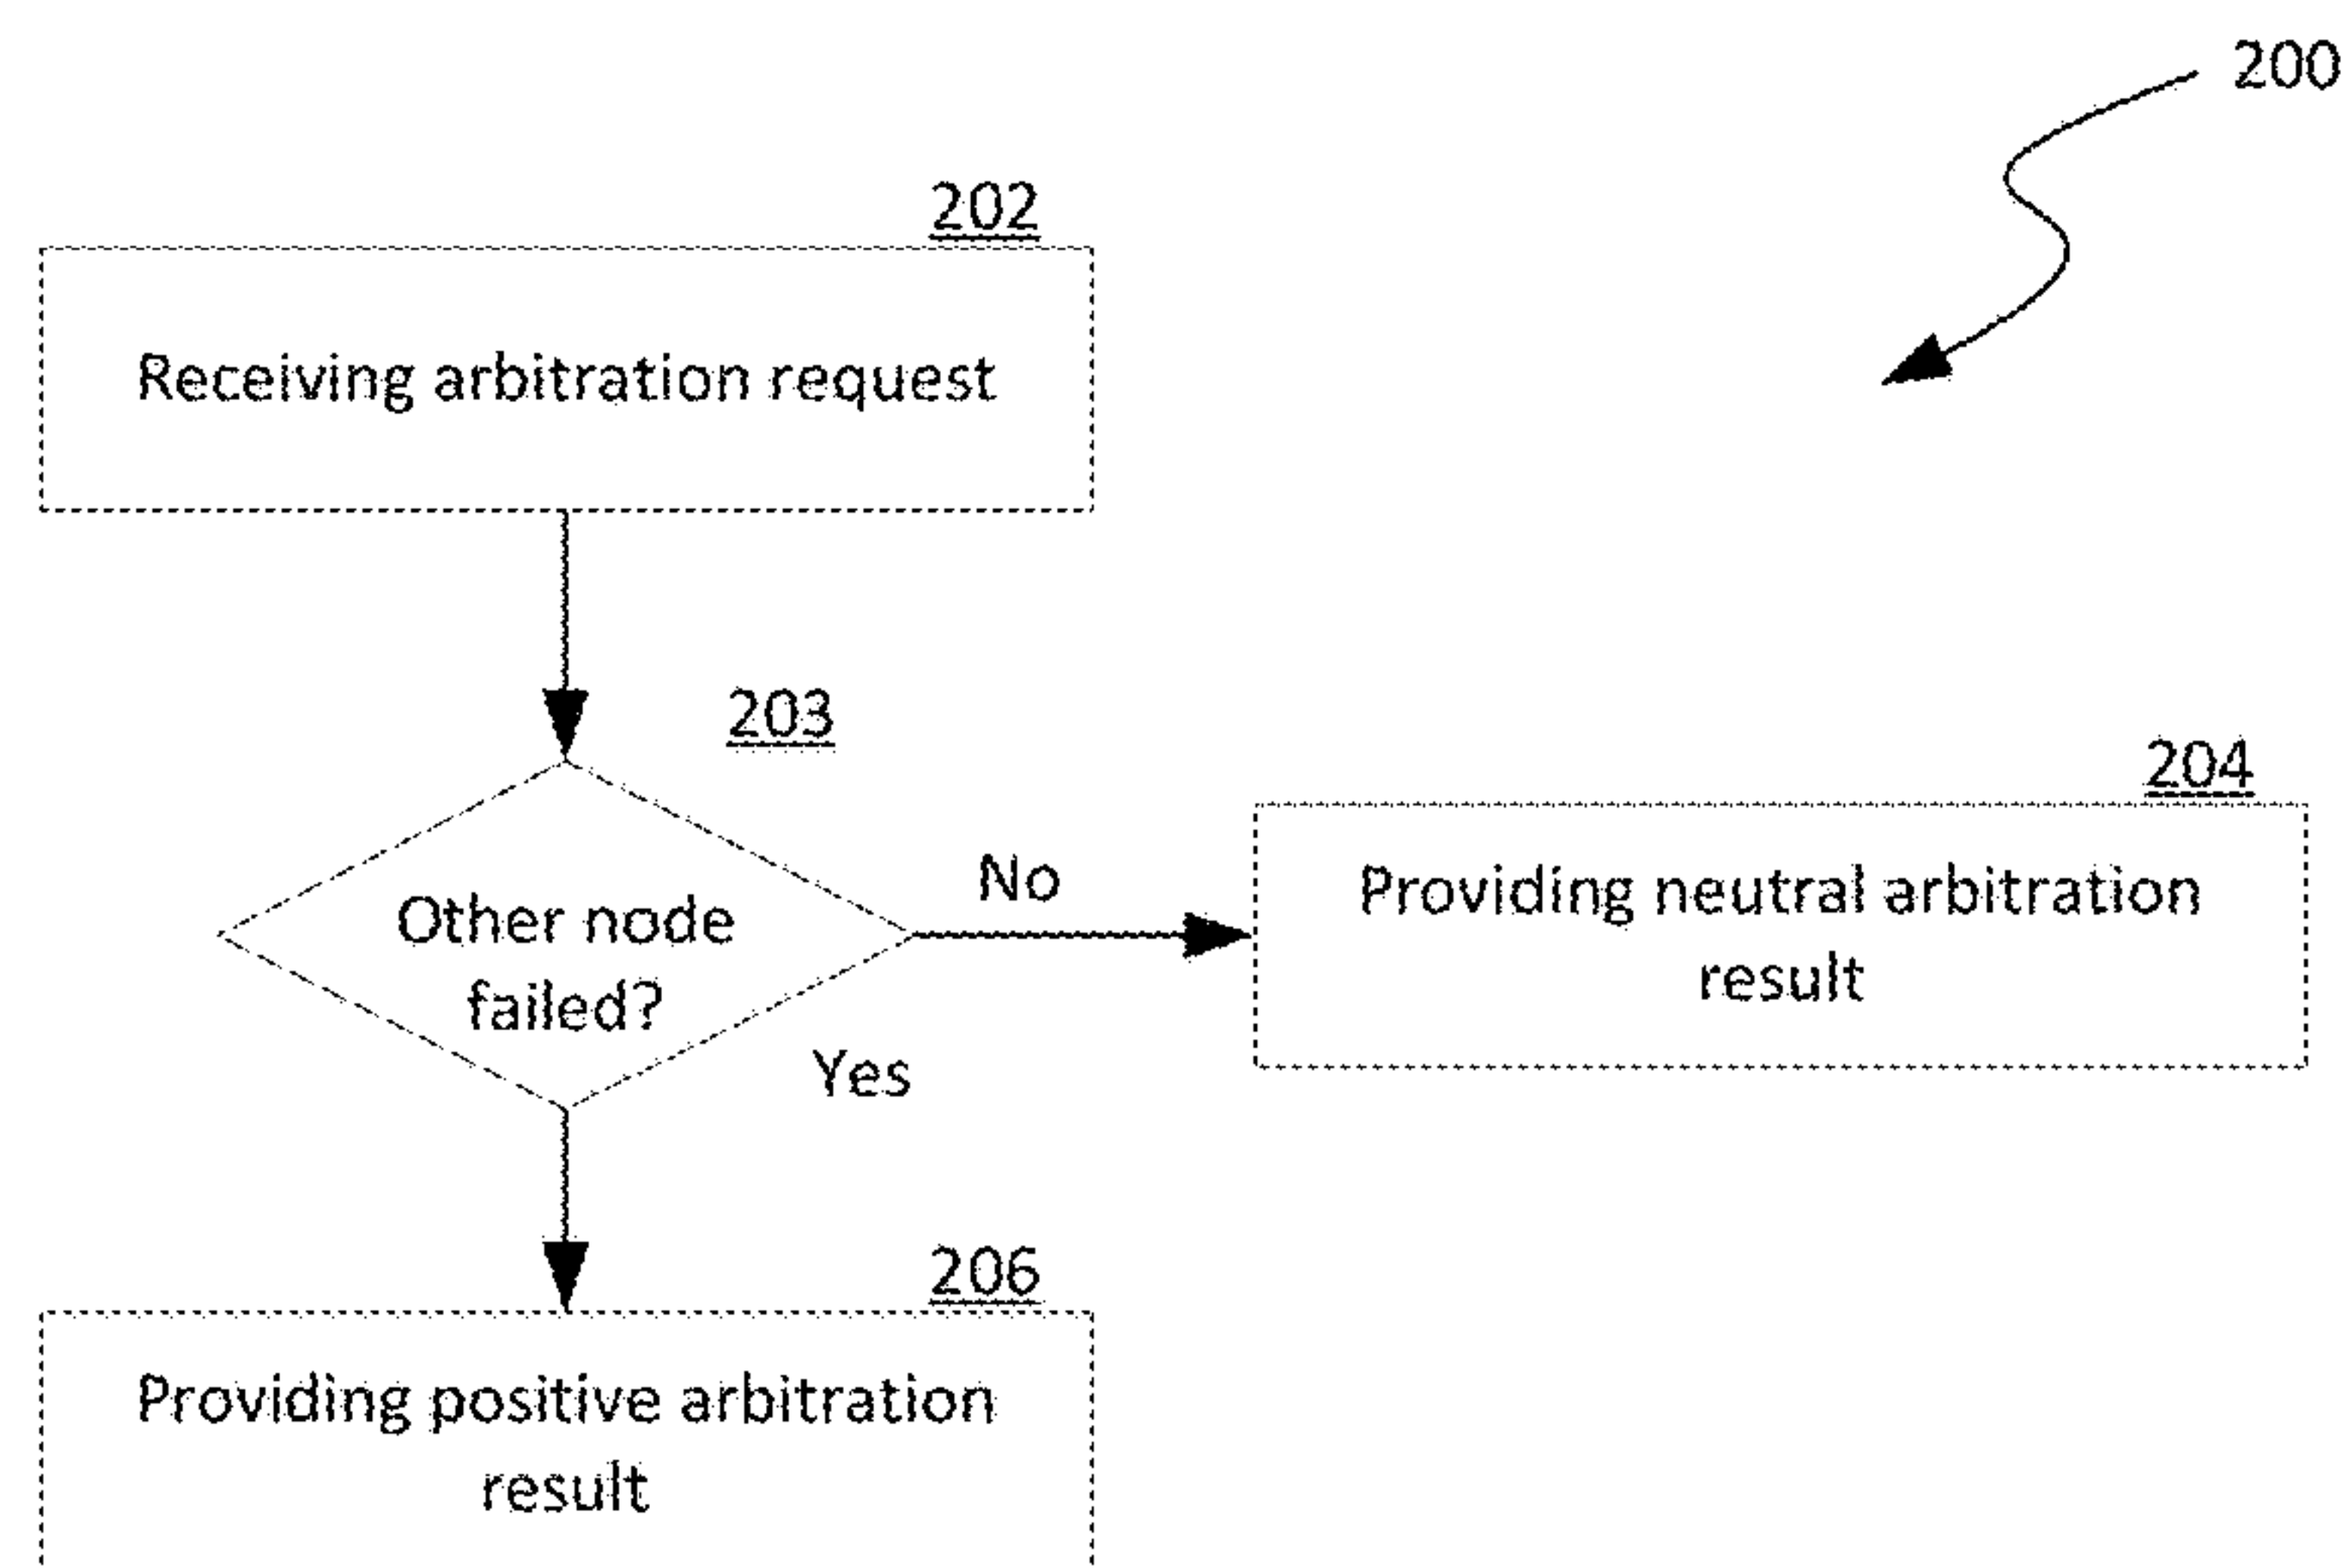 200
202
Receiving arbitration request
203
204
Other node
failed?
No
Providing neutral arbitration
result
Yes
206
Providing positive arbitration
result